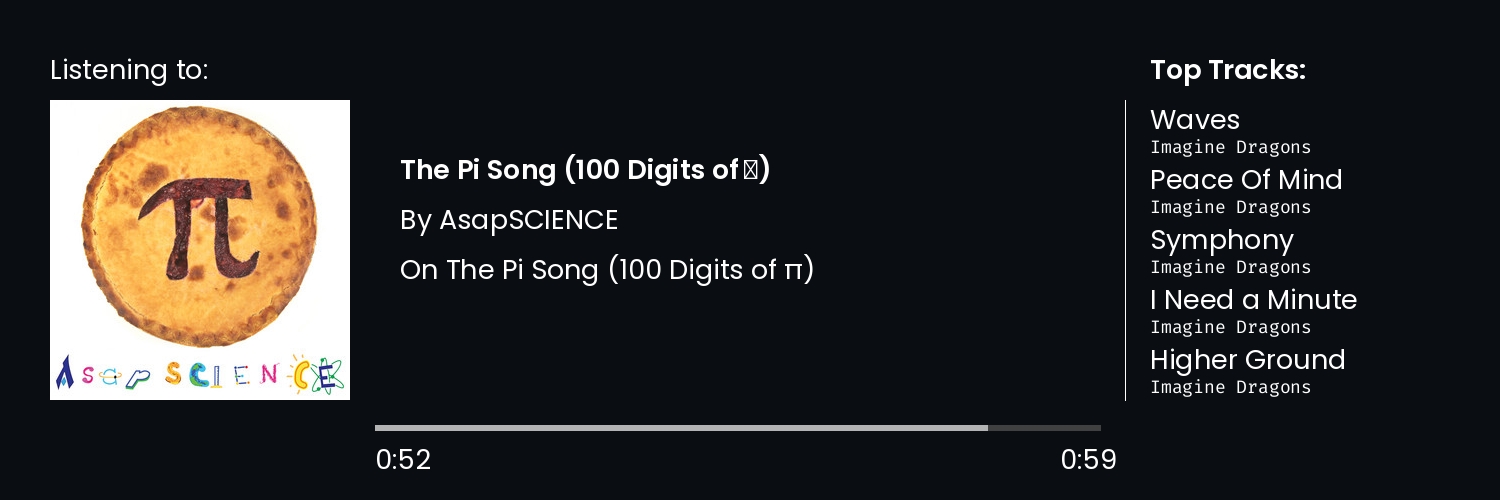 Listening to:
π
Asap SCIENCE
The Pi Song (100 Digits of )
By AsapSCIENCE
On The Pi Song (100 Digits of π)
0:52
0:59
Top Tracks:
Waves
Imagine Dragons
Peace Of Mind
Imagine Dragons
Symphony
Imagine Dragons
I Need a Minute
Imagine Dragons
Higher Ground
Imagine Dragons